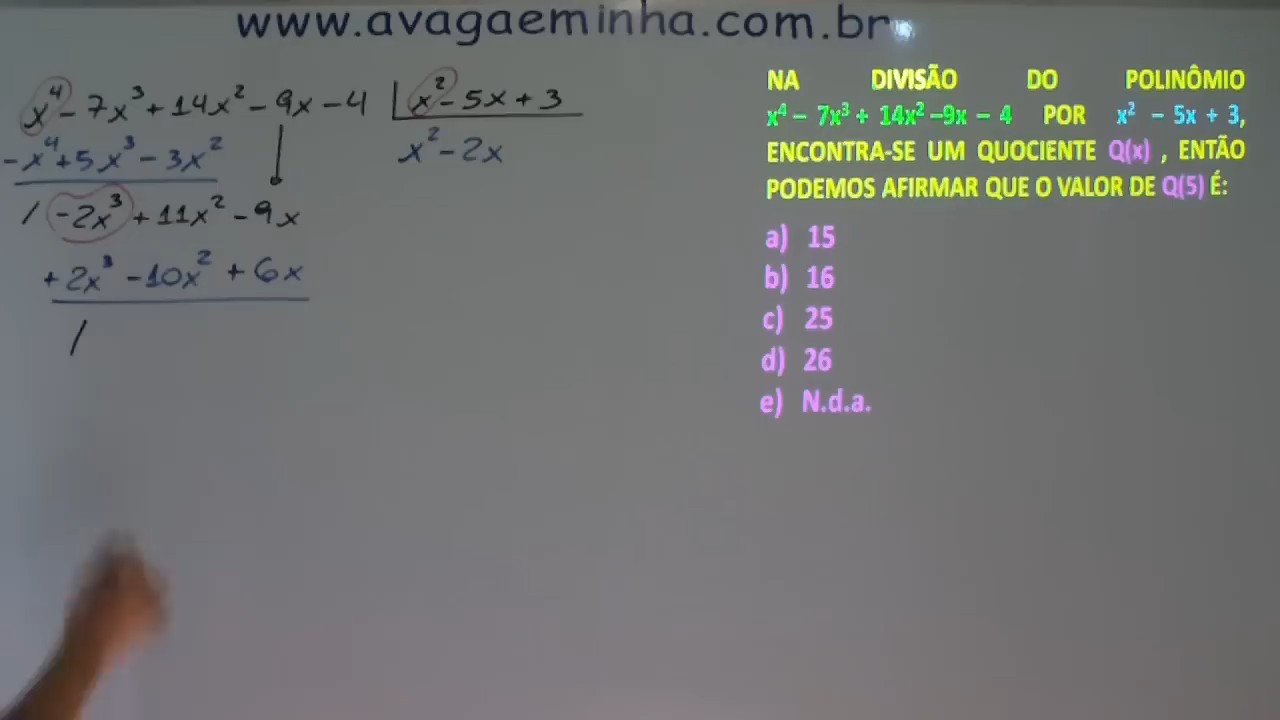 www.avagaeminha.com.br
x⁴ - 7x³ + 14x² - 9x - 4 | x² - 5x + 3
-x⁴ + 5x³ - 3x² x² - 2x
/ -2x³ + 11x² - 9x
+2x³ - 10x² + 6x
/
NA DIVISÃO DO POLINÔMIO
x⁴ – 7x³ + 14x² –9x – 4 POR x² – 5x + 3,
ENCONTRA-SE UM QUOCIENTE Q(x) , ENTÃO
PODEMOS AFIRMAR QUE O VALOR DE Q(5) É:
a) 15
b) 16
c) 25
d) 26
e) N.d.a.